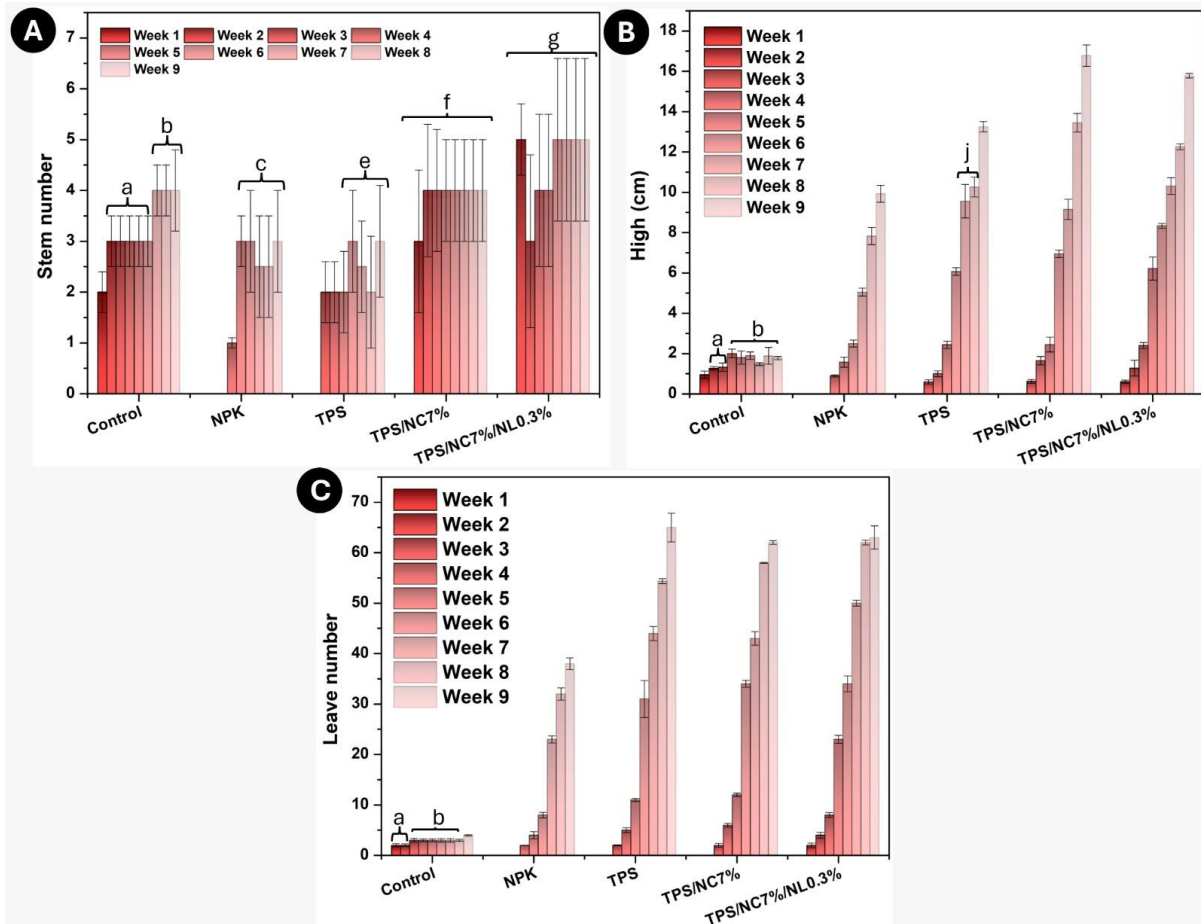 A
Stem number
7
6
5
4
3
2
1
0
Week 1 Week 2 Week 3 Week 4
Week 5 Week 6 Week 7 Week 8
Week 9
a
b
c
e
f
g
Control NPK TPS TPS/NC7% TPS/NC7%/NL0.3%
B
High (cm)
18
16
14
12
10
8
6
4
2
0
Week 1
Week 2
Week 3
Week 4
Week 5
Week 6
Week 7
Week 8
Week 9
a
b
j
Control NPK TPS TPS/NC7% TPS/NC7%/NL0.3%
C
Leave number
70
60
50
40
30
20
10
0
Week 1
Week 2
Week 3
Week 4
Week 5
Week 6
Week 7
Week 8
Week 9
a
b
Control NPK TPS TPS/NC7% TPS/NC7%/NL0.3%